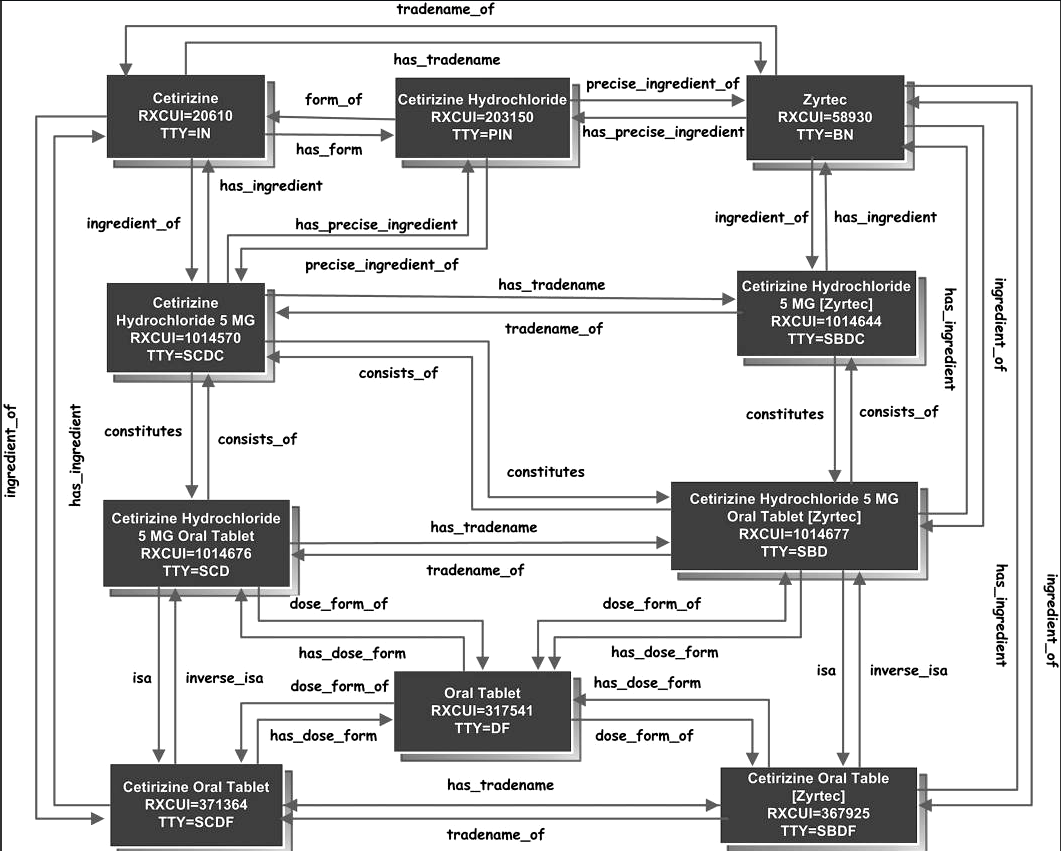 tradename_of
has_tradename
Cetirizine
RXCUI=20610
TTY=IN
form_of
has_form
Cetirizine Hydrochloride
RXCUI=203150
TTY=PIN
precise_ingredient_of
has_precise_ingredient
Zyrtec
RXCUI=58930
TTY=BN
ingredient_of
has_ingredient
has_precise_ingredient
precise_ingredient_of
ingredient_of
has_ingredient
Cetirizine
Hydrochloride 5 MG
RXCUI=1014570
TTY=SCDC
has_tradename
tradename_of
Cetirizine Hydrochloride
5 MG [Zyrtec]
RXCUI=1014644
TTY=SBDC
has_ingredient
ingredient_of
consists_of
constitutes
consists_of
constitutes
constitutes
consists_of
ingredient_of
has_ingredient
Cetirizine Hydrochloride
5 MG Oral Tablet
RXCUI=1014676
TTY=SCD
has_tradename
tradename_of
Cetirizine Hydrochloride 5 MG
Oral Tablet [Zyrtec]
RXCUI=1014677
TTY=SBD
has_ingredient
ingredient_of
dose_form_of
has_dose_form
dose_form_of
has_dose_form
isa
inverse_isa
isa
inverse_isa
dose_form_of
has_dose_form
Oral Tablet
RXCUI=317541
TTY=DF
has_dose_form
dose_form_of
Cetirizine Oral Tablet
RXCUI=371364
TTY=SCDF
has_tradename
tradename_of
Cetirizine Oral Table
[Zyrtec]
RXCUI=367925
TTY=SBDF